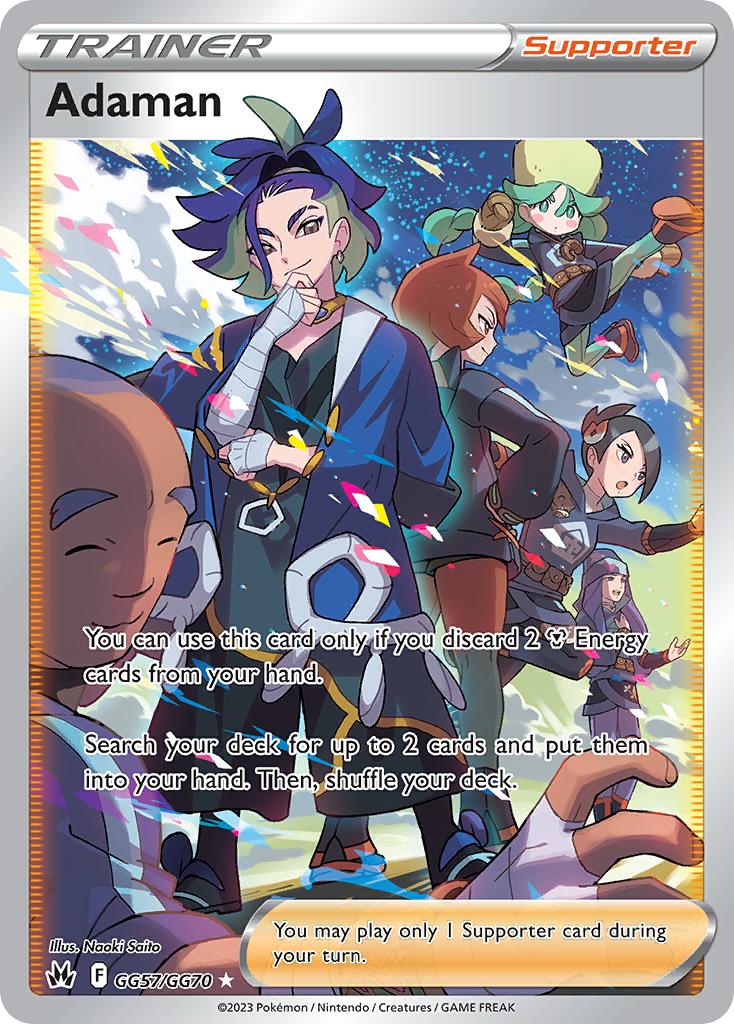 TRAINER
Supporter
Adaman
You can use this card only if you discard 2 Energy
cards from your hand.
Search your deck for up to 2 cards and put them
into your hand. Then, shuffle your deck.
You may play only 1 Supporter card during
your turn.
Illus. Naoki Saito
F GG57/GG70 ★
©2023 Pokémon / Nintendo / Creatures / GAME FREAK